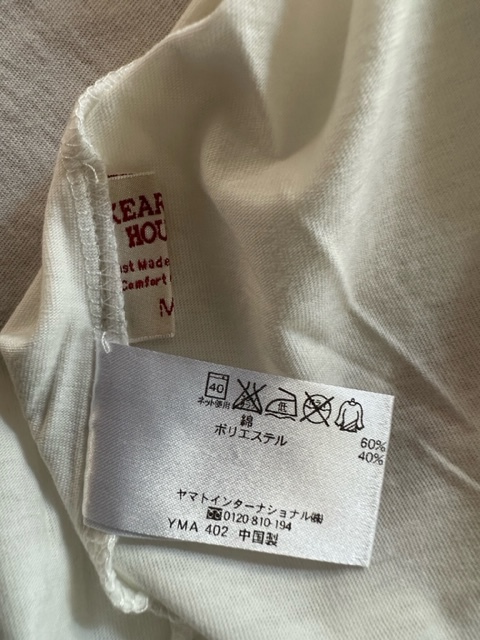 KEAR
HOU
st Made
Comfort
M
40
ネット使用
低
綿 60%
ポリエステル 40%
ヤマトインターナショナル㈱
0120-810-194
YMA 402 中国製